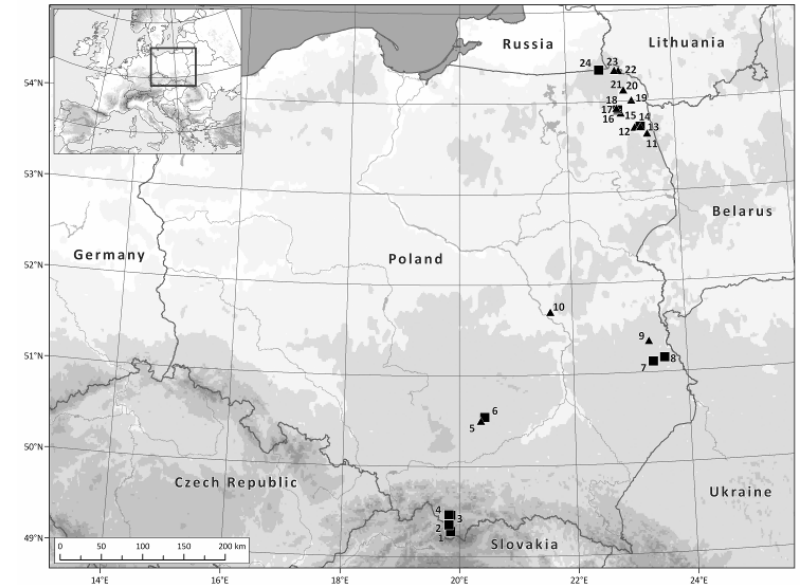 Russia
Lithuania
54°N
24
23
22
21
20
19
18
17
16
15
14
13
12
11
53°N
Belarus
Germany
Poland
52°N
10
9
51°N
7
8
6
5
50°N
Czech Republic
Ukraine
4
3
2
1
49°N
Slovakia
0 50 100 150 200 km
14°E 16°E 18°E 20°E 22°E 24°E